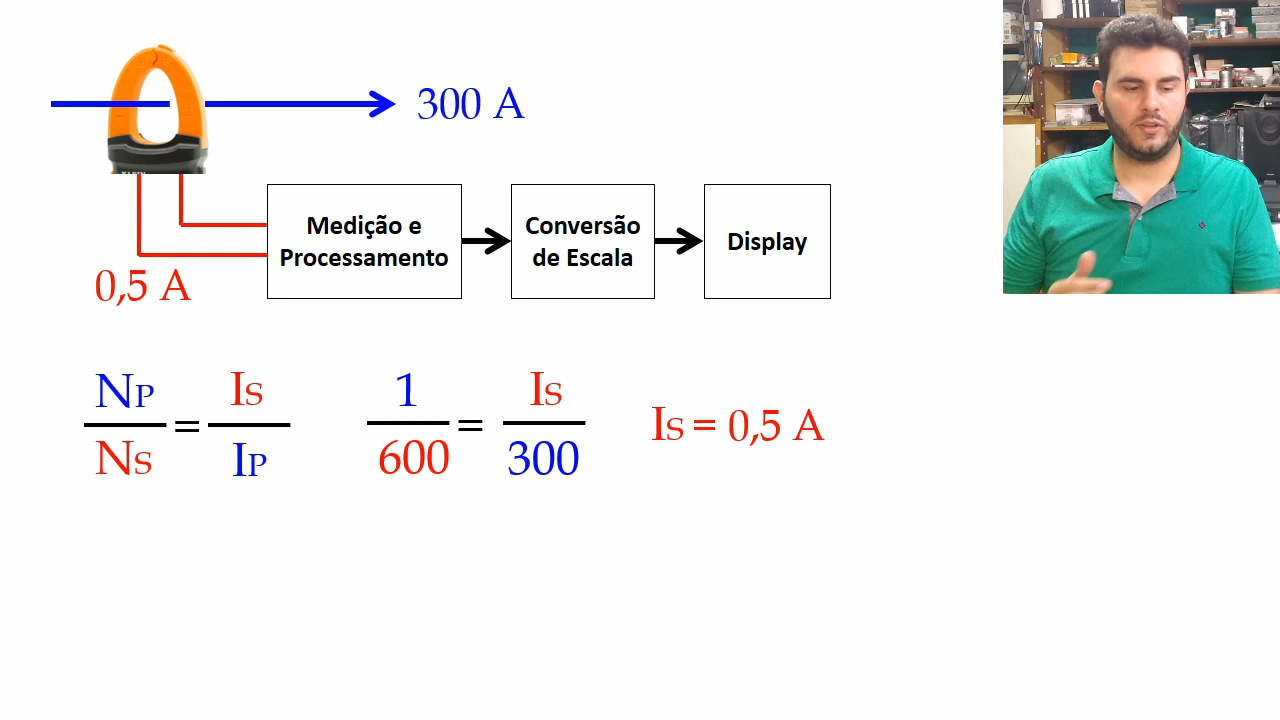 300 A
KLEIN
Medição e
Processamento
Conversão
de Escala
Display
0,5 A
NP
NS
=
IS
IP
1
600
=
IS
300
IS = 0,5 A